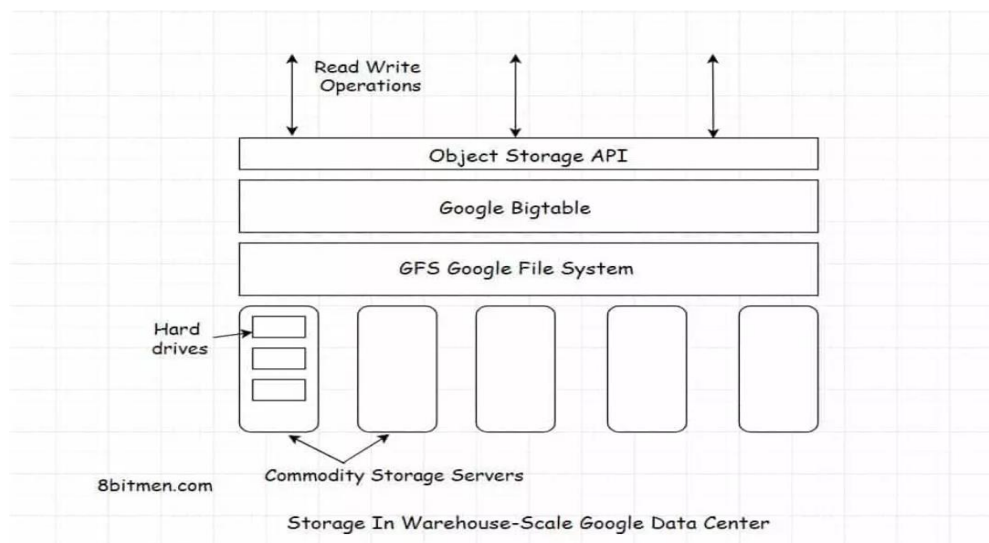 Read Write
Operations
Object Storage API
Google Bigtable
GFS Google File System
Hard
drives
Commodity Storage Servers
8bitmen.com
Storage In Warehouse-Scale Google Data Center